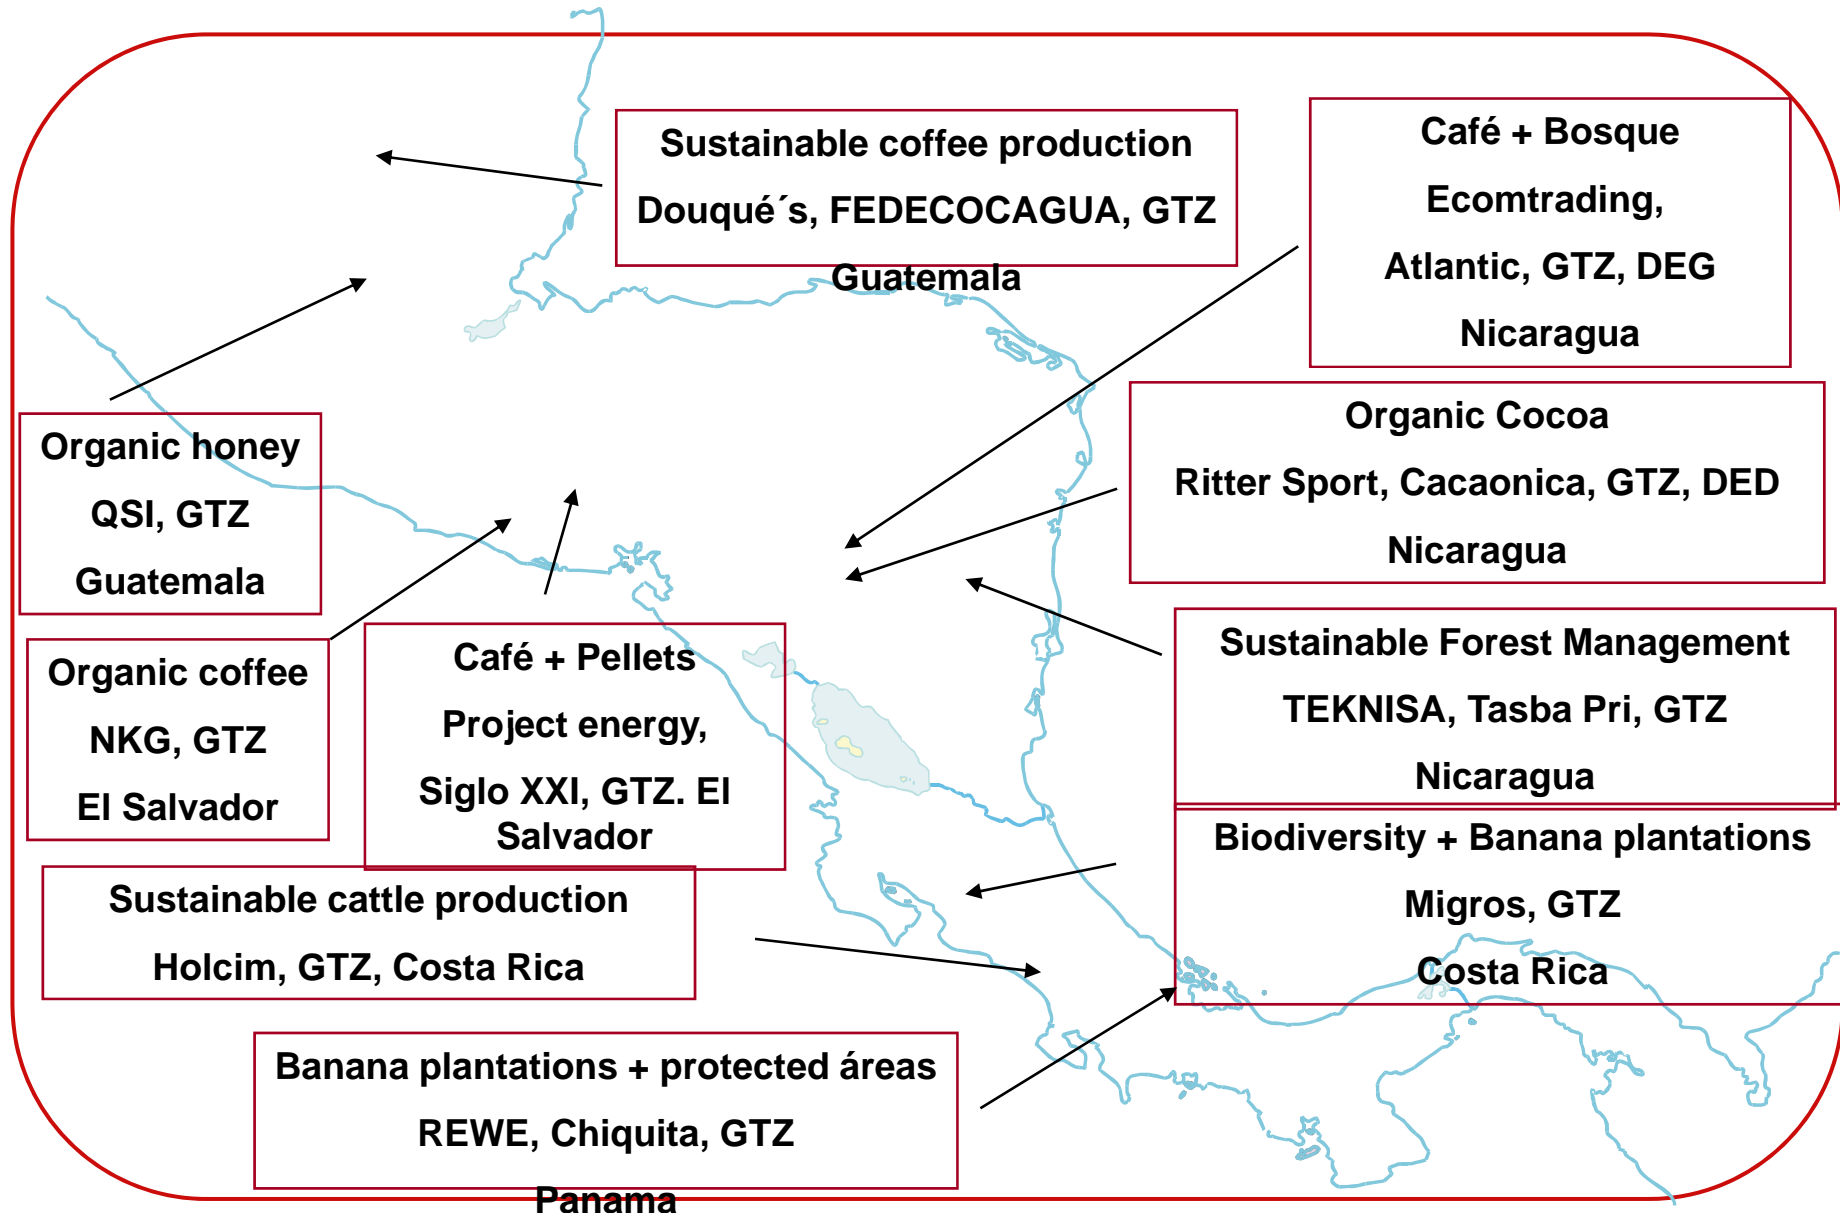 Sustainable coffee production
Douqué´s, FEDECOCAGUA, GTZ
Guatemala
Café + Bosque
Ecomtrading,
Atlantic, GTZ, DEG
Nicaragua
Organic Cocoa
Ritter Sport, Cacaonica, GTZ, DED
Nicaragua
Organic honey
QSI, GTZ
Guatemala
Organic coffee
NKG, GTZ
El Salvador
Café + Pellets
Project energy,
Siglo XXI, GTZ. El
Salvador
Sustainable Forest Management
TEKNISA, Tasba Pri, GTZ
Nicaragua
Biodiversity + Banana plantations
Migros, GTZ
Costa Rica
Sustainable cattle production
Holcim, GTZ, Costa Rica
Banana plantations + protected áreas
REWE, Chiquita, GTZ
Panama